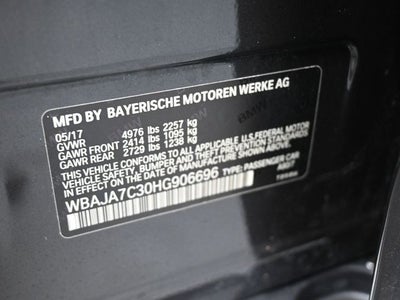 MFD BY BAYERISCHE MOTOREN WERKE AG
05/17
GVWR 4976 lbs 2257 kg
GAWR FRONT 2414 lbs 1095 kg
GAWR REAR 2729 lbs 1238 kg
THIS VEHICLE CONFORMS TO ALL APPLICABLE U.S. FEDERAL MOTOR
VEHICLE SAFETY, BUMPER AND THEFT PREVENTION STANDARDS
IN EFFECT ON THE DATE OF MANUFACTURE SHOWN ABOVE.
WBAJA7C30HG906696 TYPE: PASSENGER CAR